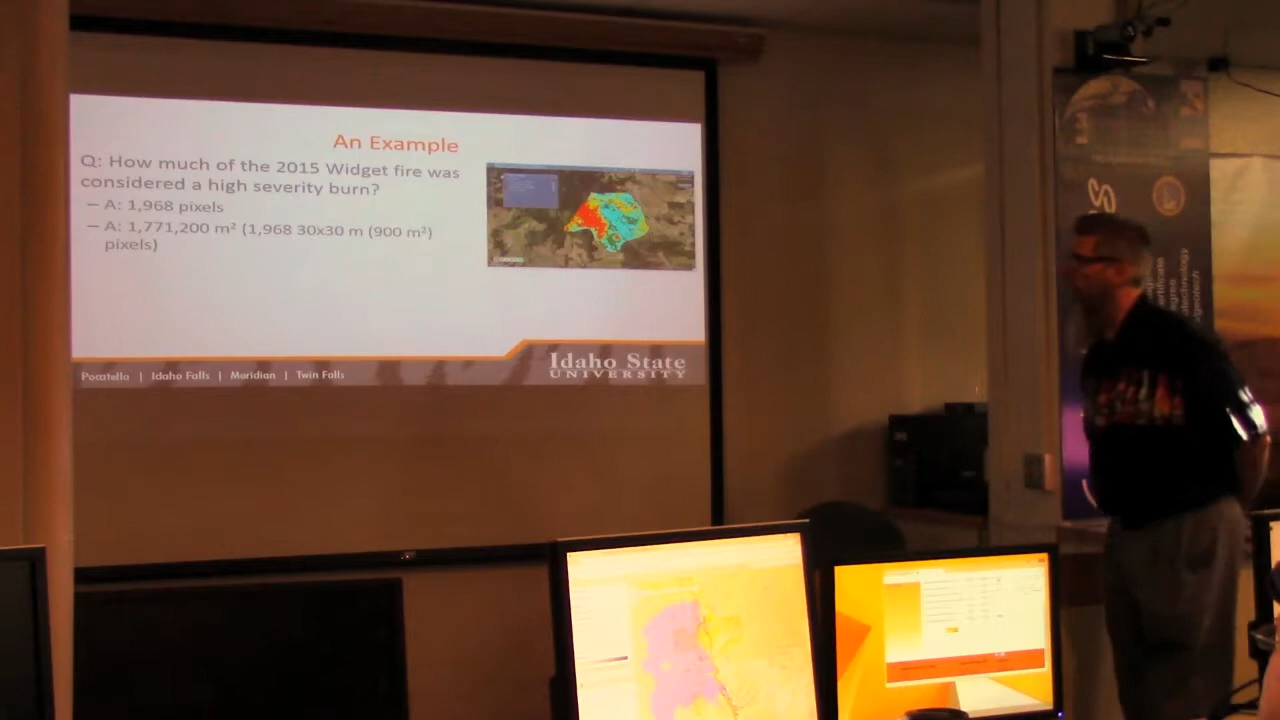 An Example
Q: How much of the 2015 Widget fire was
considered a high severity burn?
– A: 1,968 pixels
– A: 1,771,200 m² (1,968 30x30 m (900 m²)
pixels)
Pocatello | Idaho Falls | Meridian | Twin Falls
Idaho State
UNIVERSITY